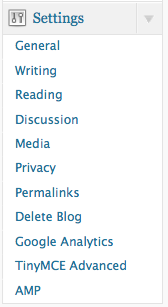 Settings
General
Writing
Reading
Discussion
Media
Privacy
Permalinks
Delete Blog
Google Analytics
TinyMCE Advanced
AMP